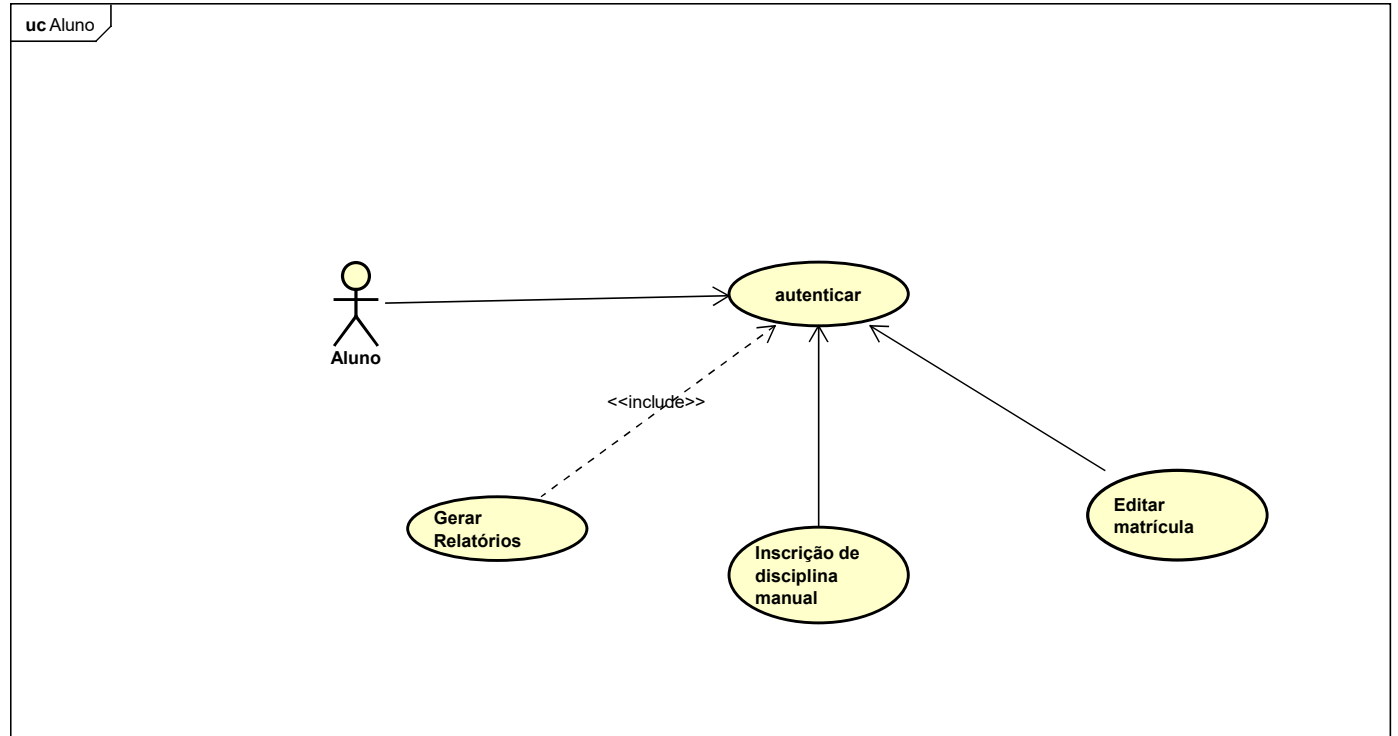 uc Aluno
autenticar
Aluno
<<include>>
Gerar
Relatórios
Inscrição de
disciplina
manual
Editar
matrícula